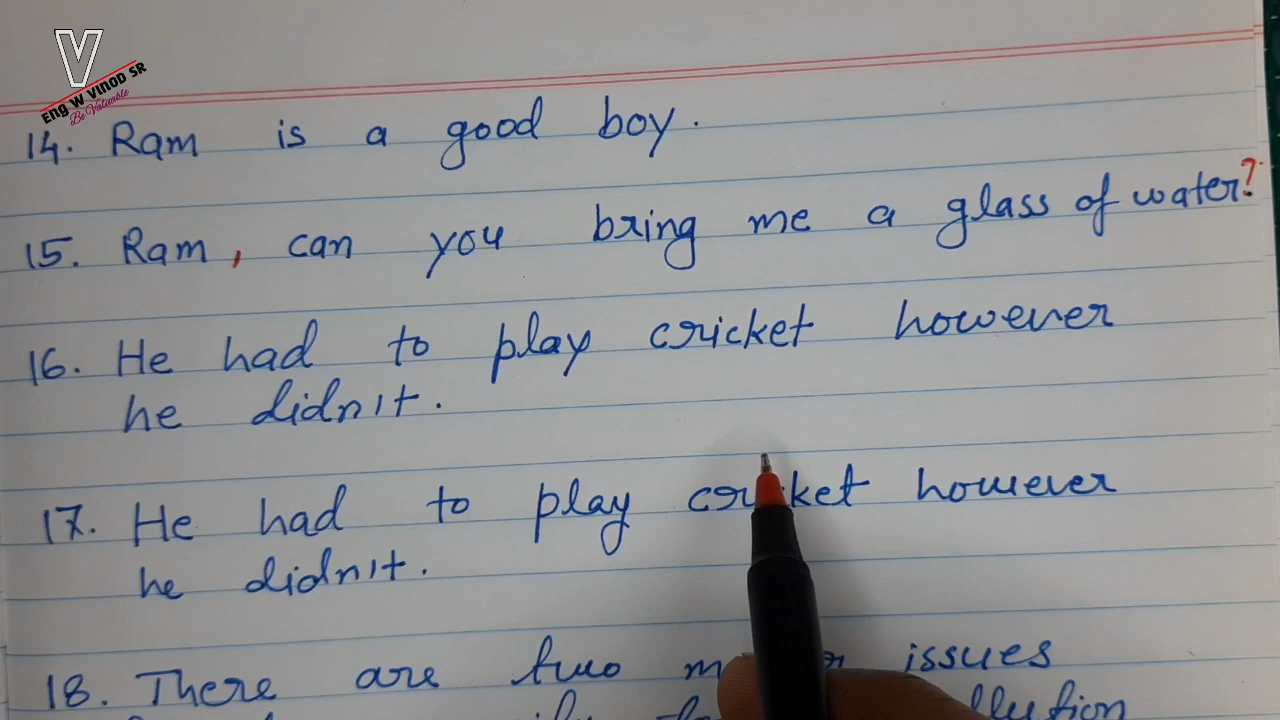 V
Eng W VINOD SR
Be Valueable
14. Ram is a good boy.
15. Ram, can you bring me a glass of water?
16. He had to play cricket however
he didn't.
17. He had to play cricket however
he didn't.
18. There are two issues